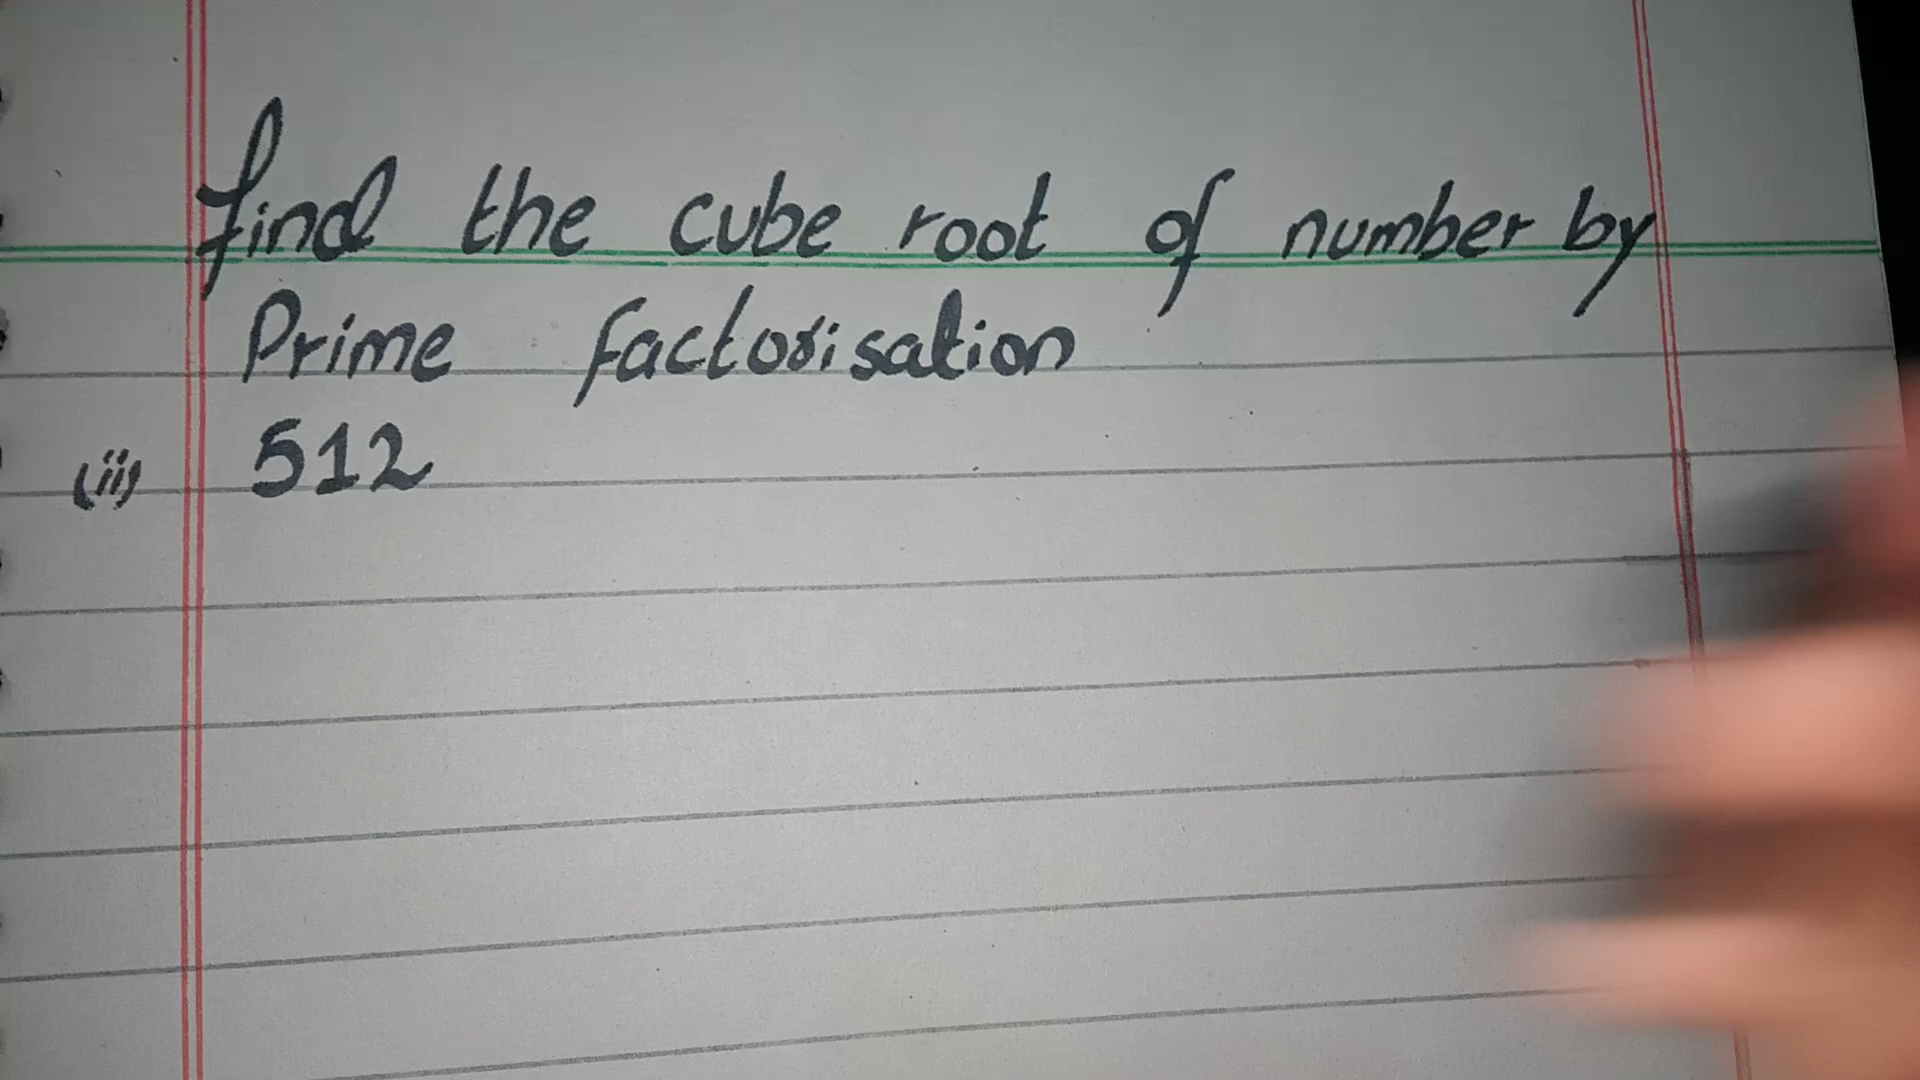 find the cube root of number by
Prime factorisation
(ii) 512